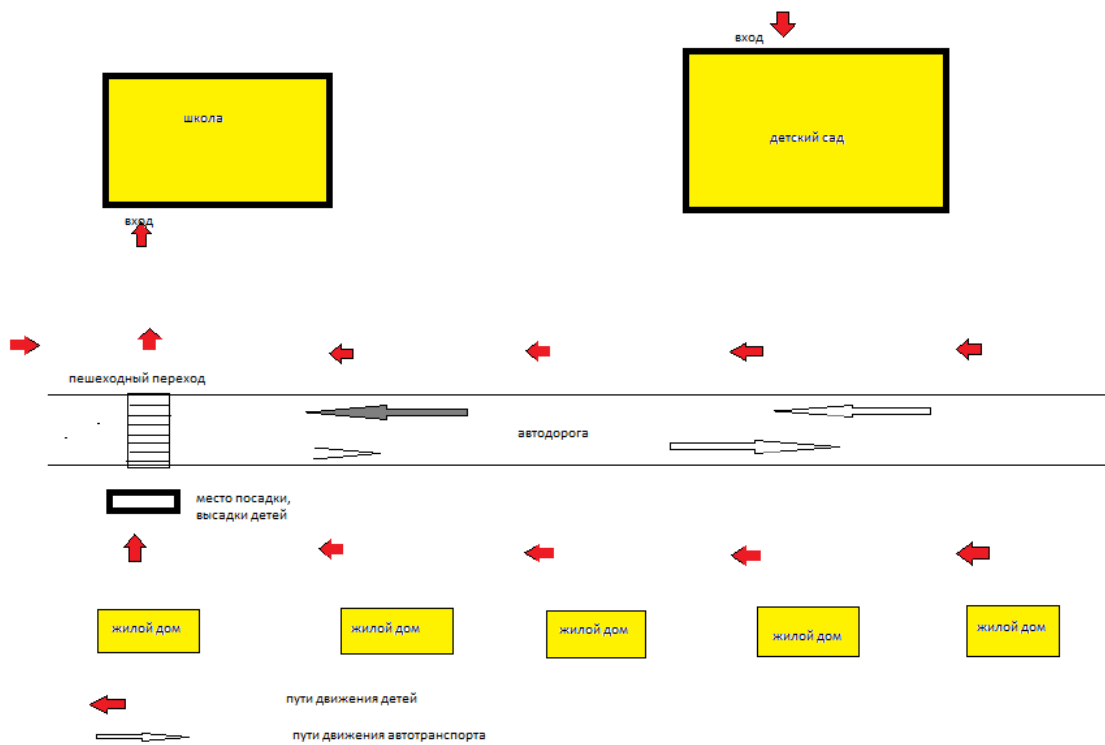 вход
школа
детский сад
вход
пешеходный переход
автодорога
место посадки,
высадки детей
жилой дом
жилой дом
жилой дом
жилой дом
жилой дом
пути движения детей
пути движения автотранспорта